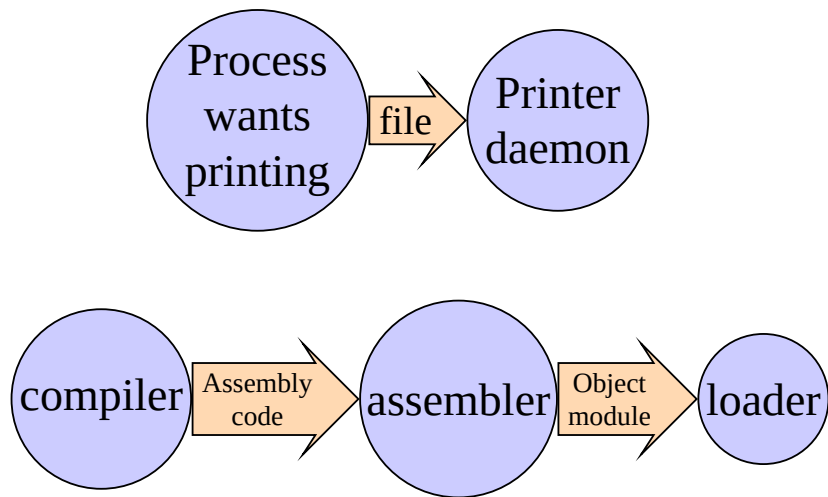 Process
wants
printing
file
Printer
daemon
compiler
Assembly
code
assembler
Object
module
loader